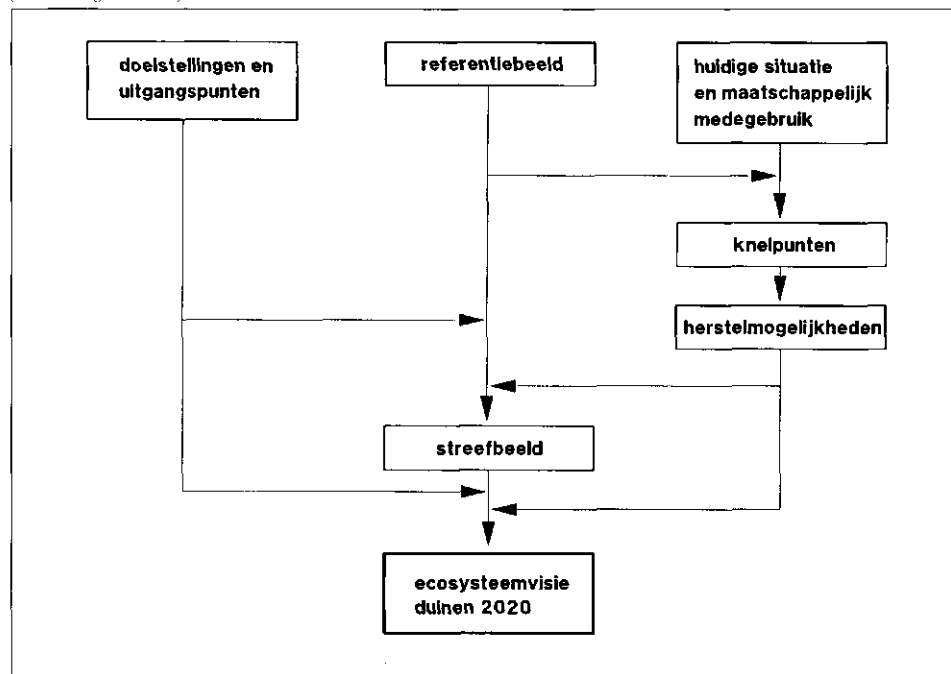 doelstellingen en
uitgangspunten
referentiebeeld
huidige situatie
en maatschappelijk
medegebruik
knelpunten
herstelmogelijkheden
streefbeeld
ecosysteemvisie
duinen 2020